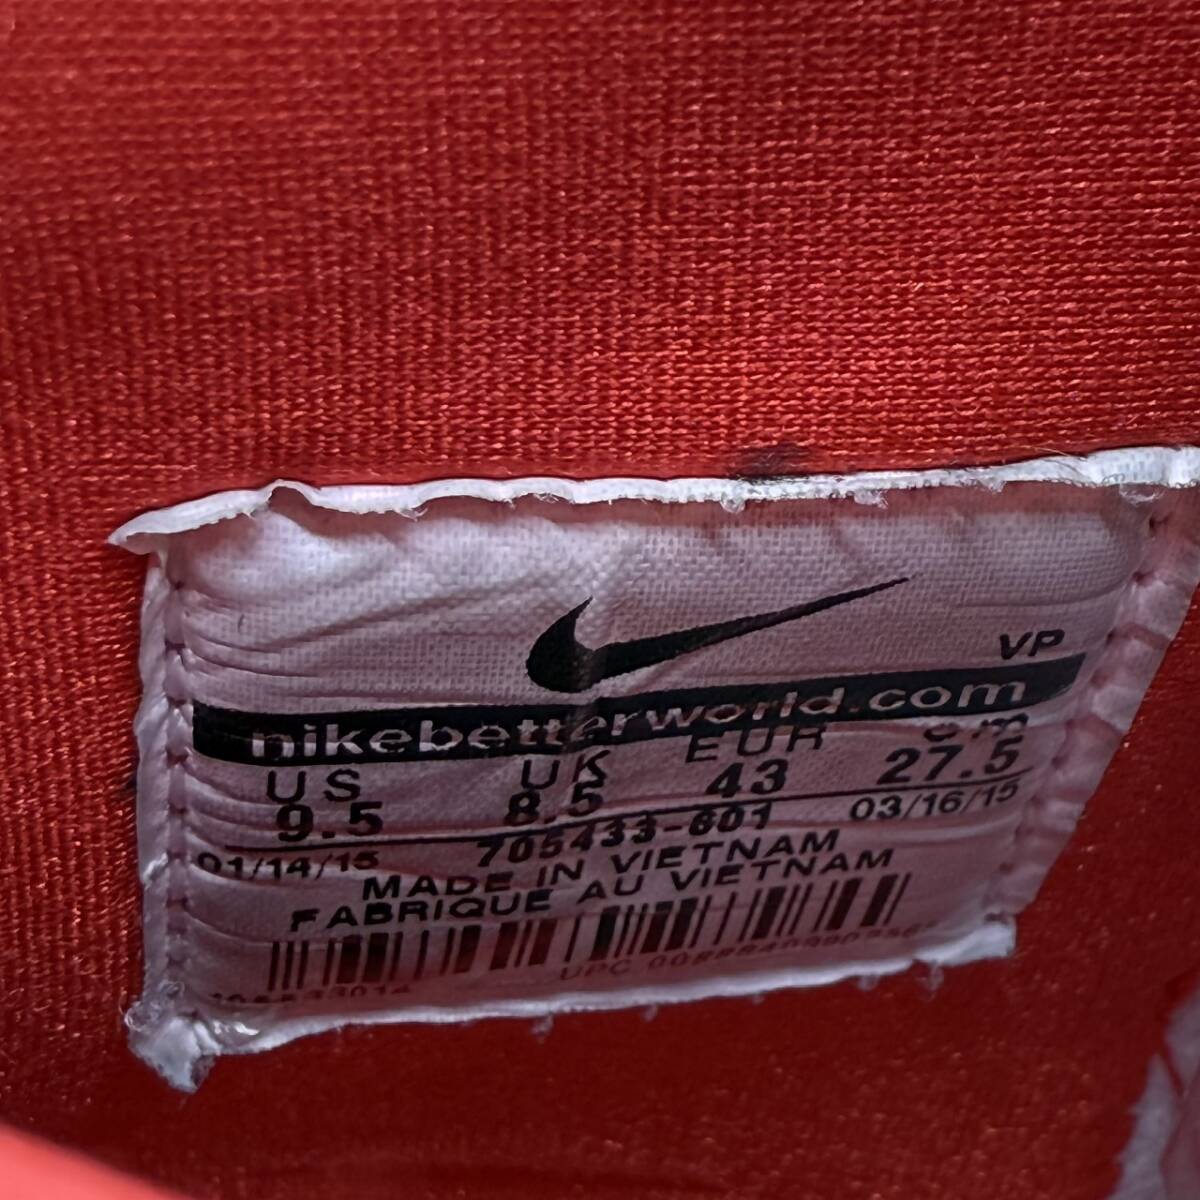 VP
nikebetterworld.com
US UK EUR cm
9.5 8.5 43 27.5
01/14/15 705433-601 03/16/15
MADE IN VIETNAM
FABRIQUE AU VIETNAM
UPC